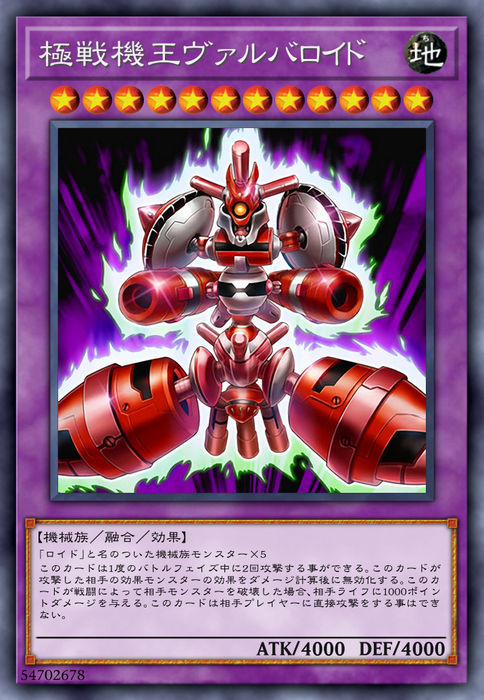 極戦機王ヴァルバロイド
ち
地
【機械族／融合／効果】
「ロイド」と名のついた機械族モンスター×5
このカードは1度のバトルフェイズ中に2回攻撃する事ができる。このカードが
攻撃した相手の効果モンスターの効果をダメージ計算後に無効化する。このカ
ードが戦闘によって相手モンスターを破壊した場合、相手ライフに1000ポイン
トダメージを与える。このカードは相手プレイヤーに直接攻撃をする事はでき
ない。
ATK/4000 DEF/4000
54702678